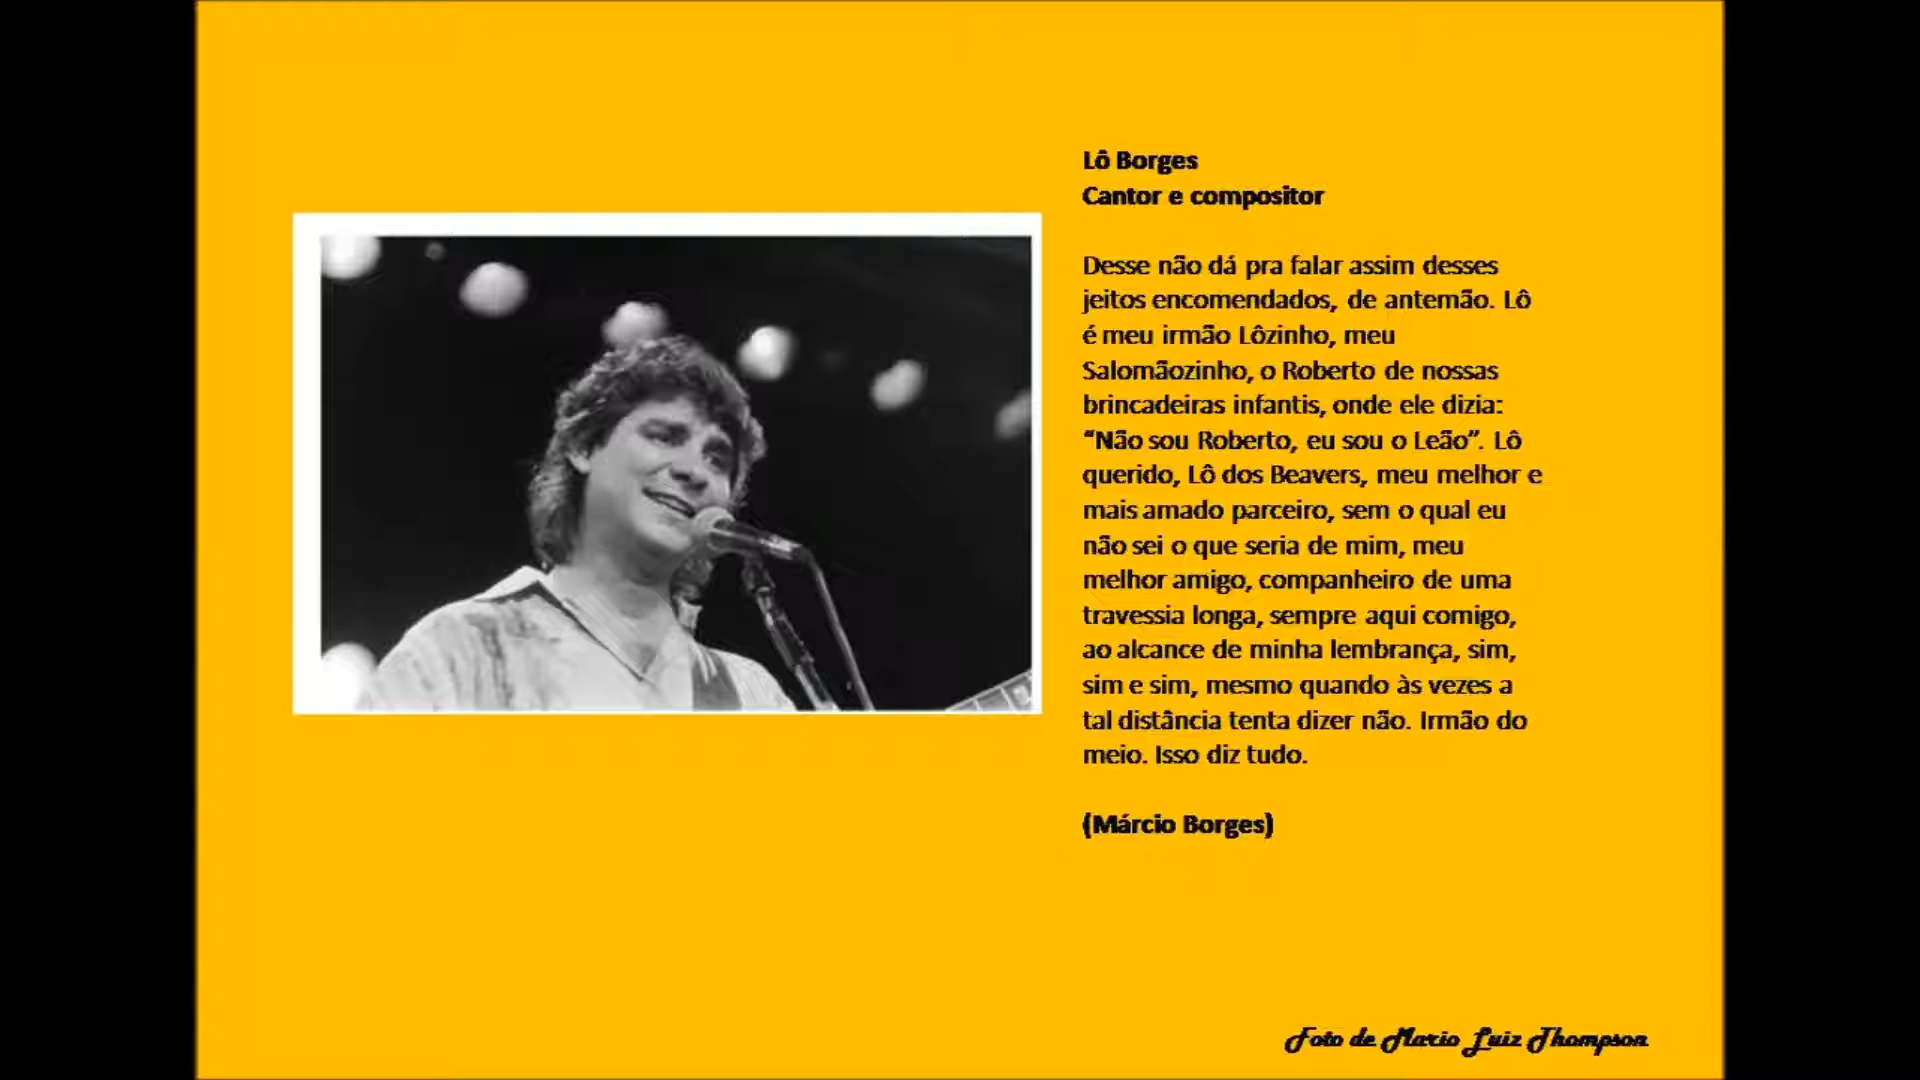 Lô Borges
Cantor e compositor
Desse não dá pra falar assim desses
jeitos encomendados, de antemão. Lô
é meu irmão Lôzinho, meu
Salomãozinho, o Roberto de nossas
brincadeiras infantis, onde ele dizia:
“Não sou Roberto, eu sou o Leão”. Lô
querido, Lô dos Beavers, meu melhor e
mais amado parceiro, sem o qual eu
não sei o que seria de mim, meu
melhor amigo, companheiro de uma
travessia longa, sempre aqui comigo,
ao alcance de minha lembrança, sim,
sim e sim, mesmo quando às vezes a
tal distância tenta dizer não. Irmão do
meio. Isso diz tudo.
(Márcio Borges)
Foto de Mario Luiz Thompson